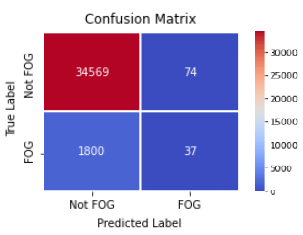 Confusion Matrix
True Label
Not FOG
FOG
34569
74
1800
37
Not FOG
FOG
Predicted Label
30000
25000
20000
15000
10000
5000
0